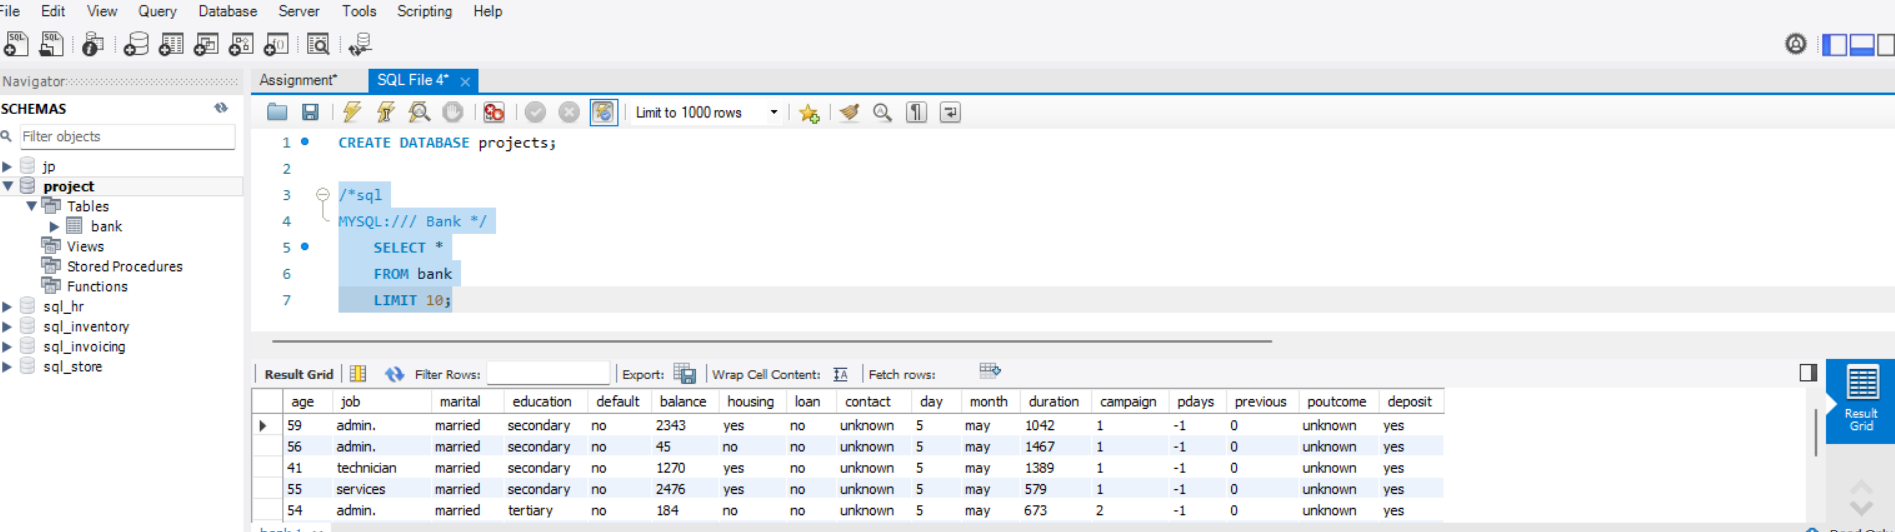 File Edit View Query Database Server Tools Scripting Help
SQL SQL
Navigator
Assignment* SQL File 4*
SCHEMAS
Limit to 1000 rows
Filter objects
jp
project
Tables
bank
Views
Stored Procedures
Functions
sql_hr
sql_inventory
sql_invoicing
sql_store
1 CREATE DATABASE projects;
2
3 /*sql
4 MYSQL:/// Bank */
5 SELECT *
6 FROM bank
7 LIMIT 10;
Result Grid Filter Rows: Export: Wrap Cell Content: Fetch rows:
age job marital education default balance housing loan contact day month duration campaign pdays previous poutcome deposit
59 admin. married secondary no 2343 yes no unknown 5 may 1042 1 -1 0 unknown yes
56 admin. married secondary no 45 no no unknown 5 may 1467 1 -1 0 unknown yes
41 technician married secondary no 1270 yes no unknown 5 may 1389 1 -1 0 unknown yes
55 services married secondary no 2476 yes no unknown 5 may 579 1 -1 0 unknown yes
54 admin. married tertiary no 184 no no unknown 5 may 673 2 -1 0 unknown yes
Result
Grid